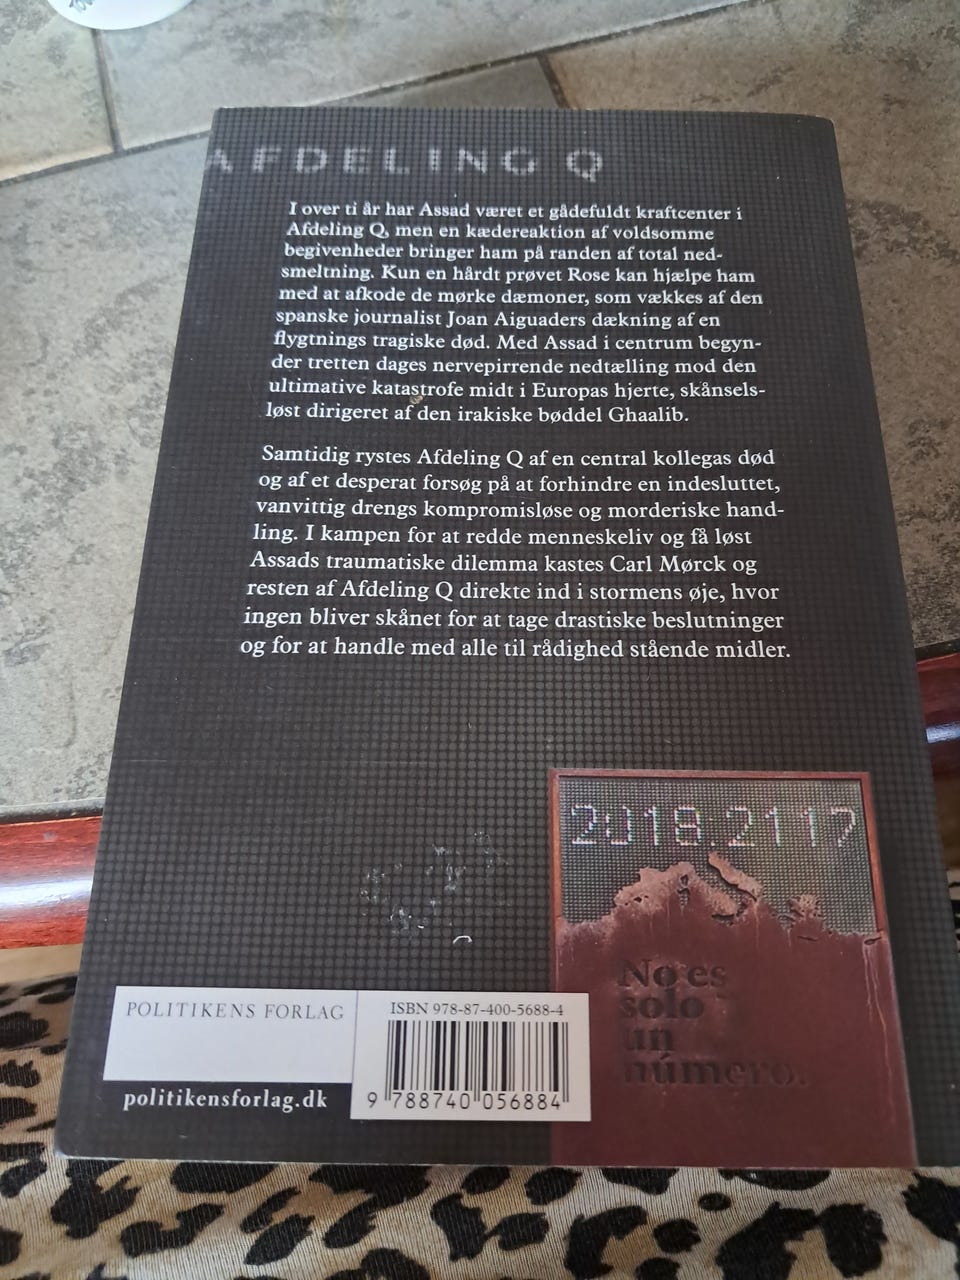 AFDELING Q
I over ti år har Assad været et gådefuldt kraftcenter i
Afdeling Q, men en kædereaktion af voldsomme
begivenheder bringer ham på randen af total ned-
smeltning. Kun en hårdt prøvet Rose kan hjælpe ham
med at afkode de mørke dæmoner, som vækkes af den
spanske journalist Joan Aiguaders dækning af en
flygtnings tragiske død. Med Assad i centrum begyn-
der tretten dages nervepirrende nedtælling mod den
ultimative katastrofe midt i Europas hjerte, skånsels-
løst dirigeret af den irakiske bøddel Ghaalib.
Samtidig rystes Afdeling Q af en central kollegas død
og af et desperat forsøg på at forhindre en indesluttet,
vanvittig drengs kompromisløse og morderiske hand-
ling. I kampen for at redde menneskeliv og få løst
Assads traumatiske dilemma kastes Carl Mørck og
resten af Afdeling Q direkte ind i stormens øje, hvor
ingen bliver skånet for at tage drastiske beslutninger
og for at handle med alle til rådighed stående midler.
2018.2117
No es
solo
un
número.
POLITIKENS FORLAG
politikensforlag.dk
ISBN 978-87-400-5688-4
9 788740 056884